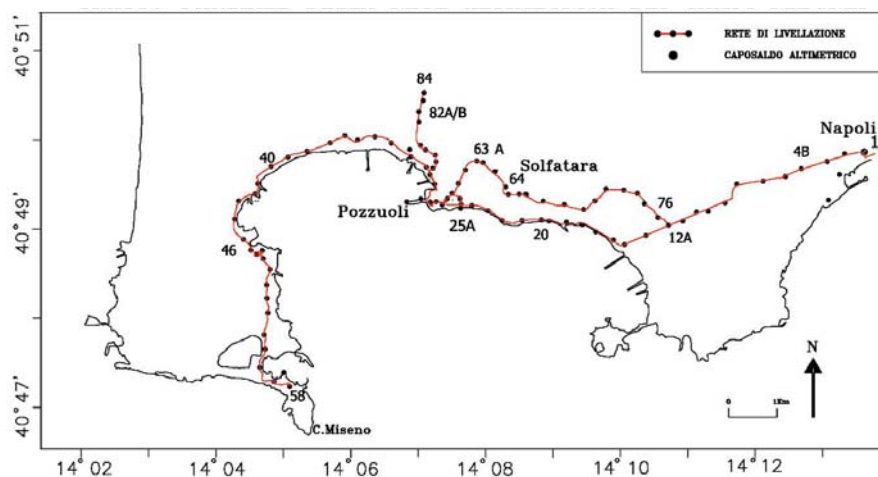 RETE DI LIVELLAZIONE
CAPOSALDO ALTIMETRICO
40°51'
40°49'
40°47'
84
82A/B
63 A
Solfatara
64
Napoli
1
4B
40
76
Pozzuoli
25A
20
12A
46
58
C.Miseno
N
0 1Km
14°02 14°04 14°06 14°08 14°10 14°12